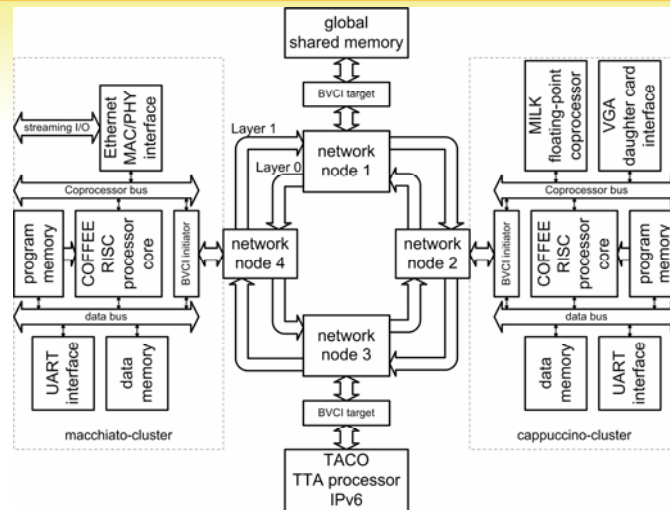 global
shared memory
BVCI target
Layer 1
Layer 0
network
node 1
network
node 4
network
node 2
network
node 3
BVCI target
TACO
TTA processor
IPv6
streaming I/O
Ethernet
MAC/PHY
interface
Coprocessor bus
program
memory
COFFEE
RISC
processor
core
BVCI initiator
data bus
UART
interface
data
memory
macchiato-cluster
MILK
floating-point
coprocessor
VGA
daughter card
interface
Coprocessor bus
BVCI initiator
COFFEE
RISC
processor
core
program
memory
data bus
data
memory
UART
interface
cappuccino-cluster